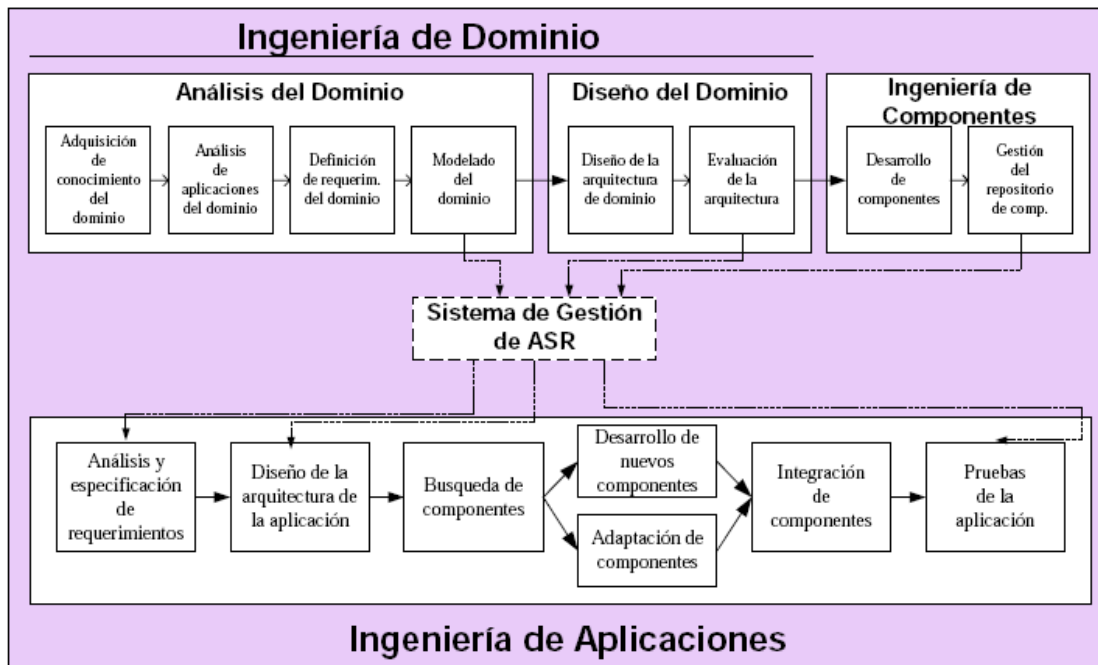 Ingeniería de Dominio
Análisis del Dominio
Adquisición
de
conocimiento
del
dominio
Análisis
de
aplicaciones
del dominio
Definición
de requerim.
del dominio
Modelado
del
dominio
Diseño del Dominio
Diseño de la
arquitectura
de dominio
Evaluación
de la
arquitectura
Ingeniería de
Componentes
Desarrollo
de
componentes
Gestión
del
repositorio
de comp.
Sistema de Gestión
de ASR
Análisis y
especificación
de
requerimientos
Diseño de la
arquitectura de
la aplicación
Busqueda de
componentes
Desarrollo de
nuevos
componentes
Adaptación de
componentes
Integración
de
componentes
Pruebas
de la
aplicación
Ingeniería de Aplicaciones